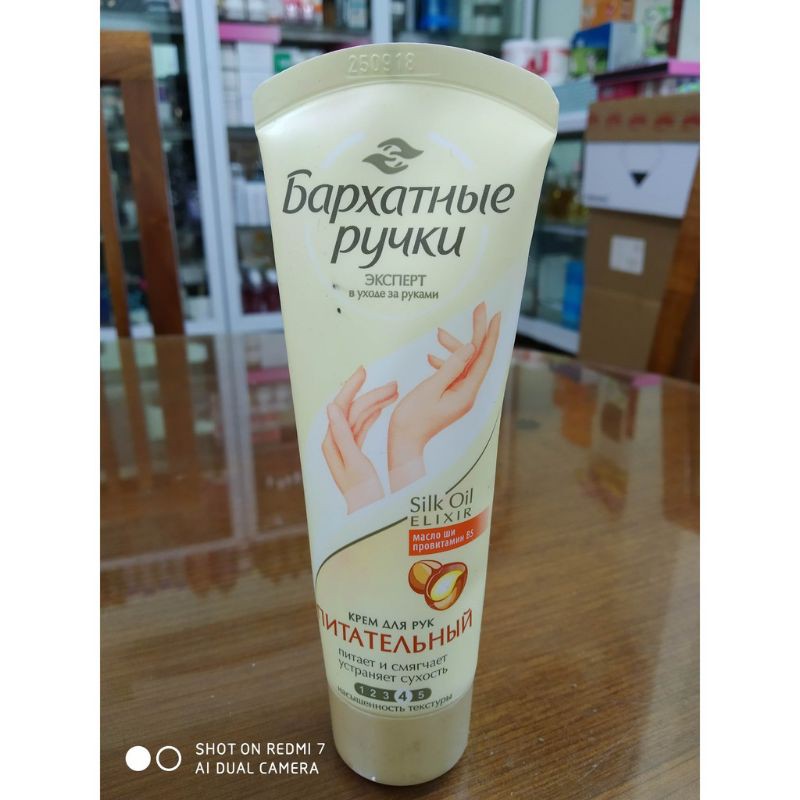 250918
Бархатные
ручки
ЭКСПЕРТ
в уходе за руками
Silk Oil
ELIXIR
масло ши
провитамин B5
КРЕМ ДЛЯ РУК
ПИТАТЕЛЬНЫЙ
питает и смягчает
устраняет сухость
1 2 3 4 5
насыщенность текстуры
SHOT ON REDMI 7
AI DUAL CAMERA